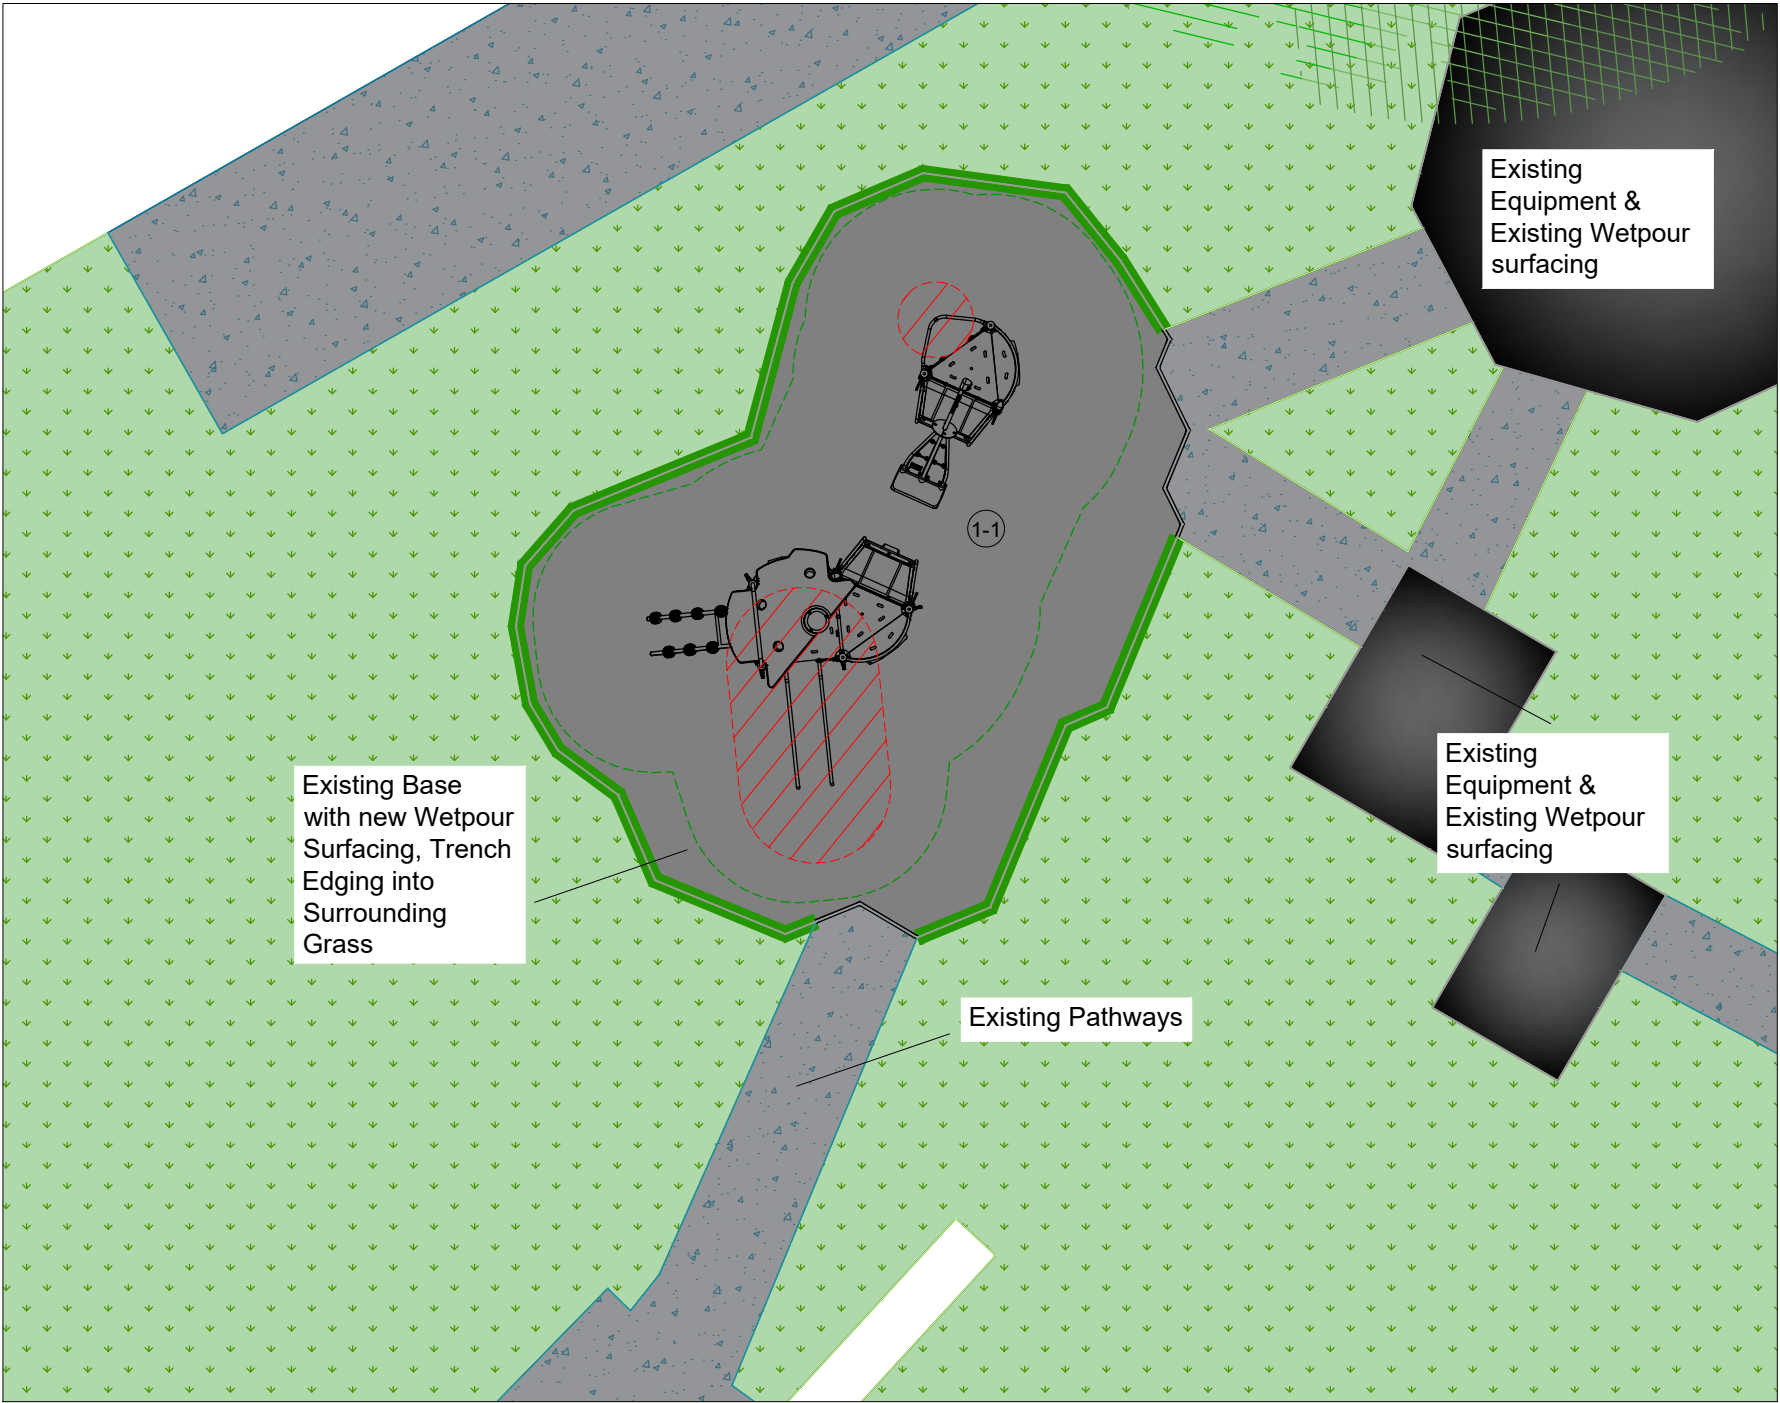 Existing
Equipment &
Existing Wetpour
surfacing
1-1
Existing
Equipment &
Existing Wetpour
surfacing
Existing Base
with new Wetpour
Surfacing, Trench
Edging into
Surrounding
Grass
Existing Pathways